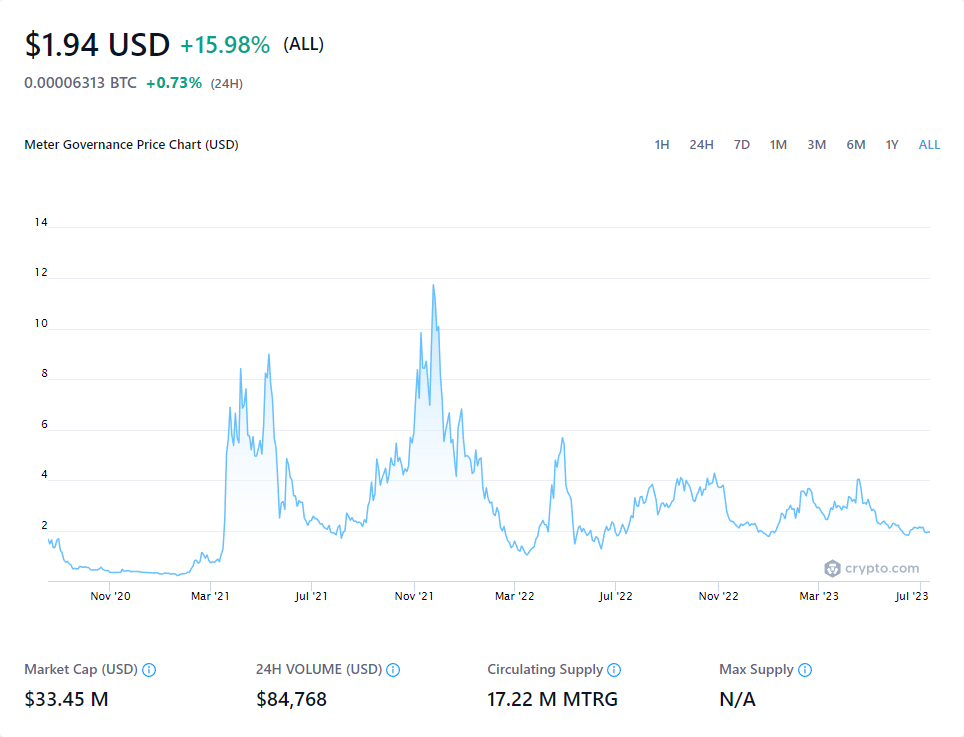 $1.94 USD +15.98% (ALL)
0.00006313 BTC +0.73% (24H)
Meter Governance Price Chart (USD) 1H 24H 7D 1M 3M 6M 1Y ALL
14
12
10
8
6
4
2
crypto.com
Nov '20 Mar '21 Jul '21 Nov '21 Mar '22 Jul '22 Nov '22 Mar '23 Jul '23
Market Cap (USD) 24H VOLUME (USD) Circulating Supply Max Supply
$33.45 M $84,768 17.22 M MTRG N/A